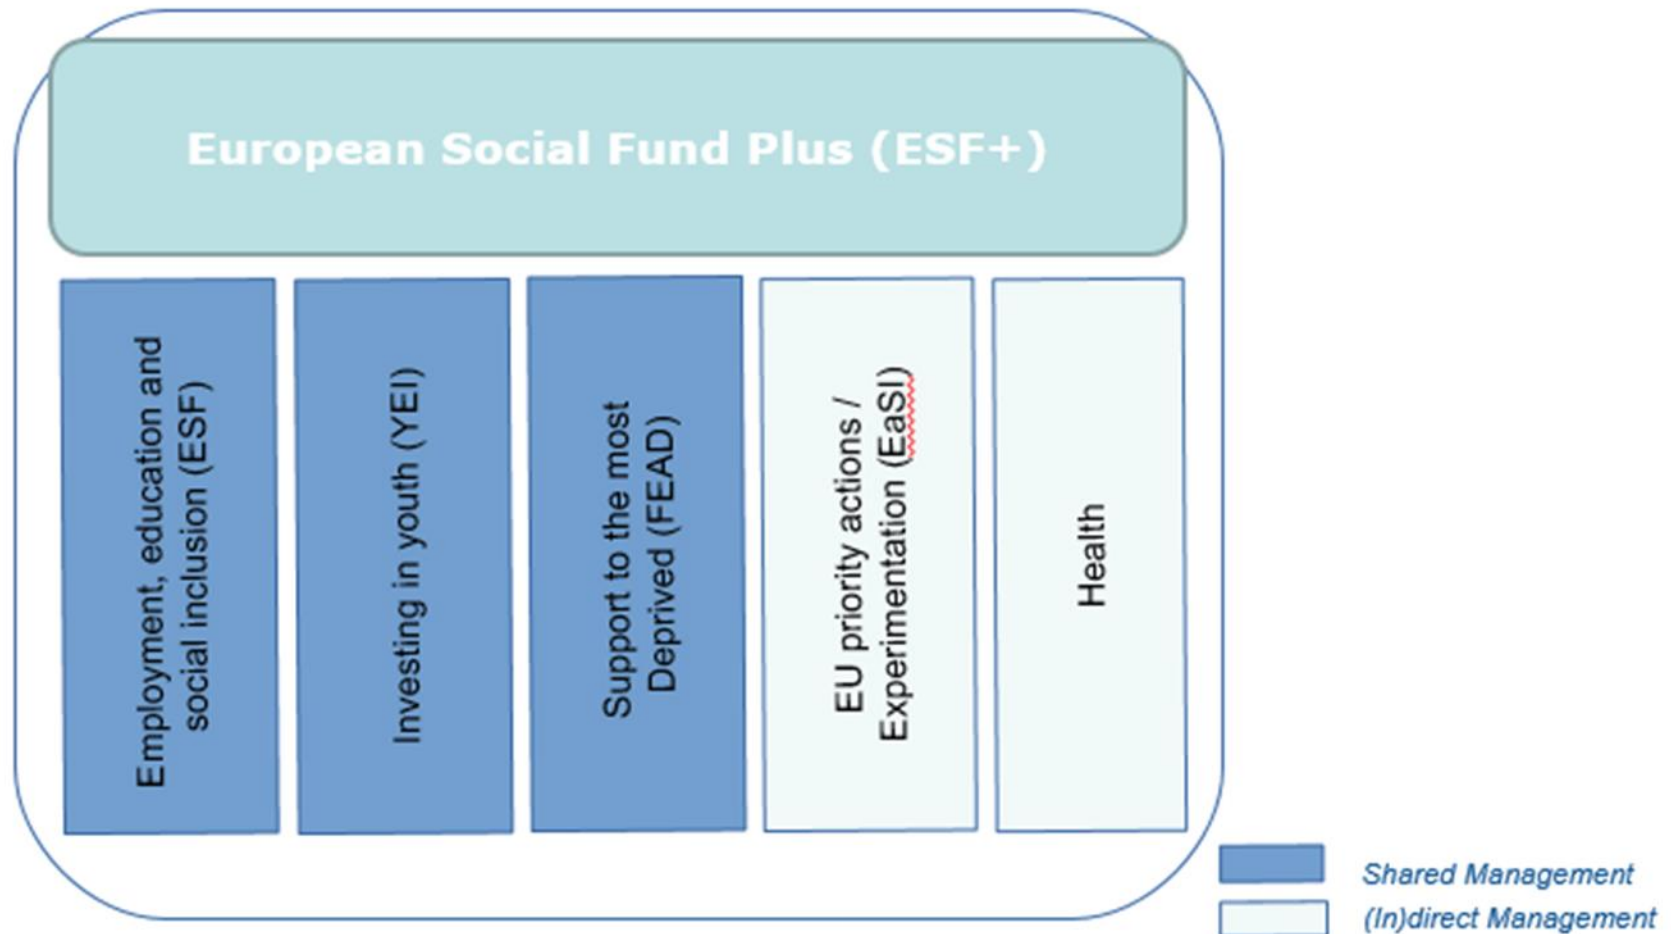 European Social Fund Plus (ESF+)
Employment, education and
social inclusion (ESF)
Investing in youth (YEI)
Support to the most
Deprived (FEAD)
EU priority actions /
Experimentation (EaSI)
Health
Shared Management
(In)direct Management